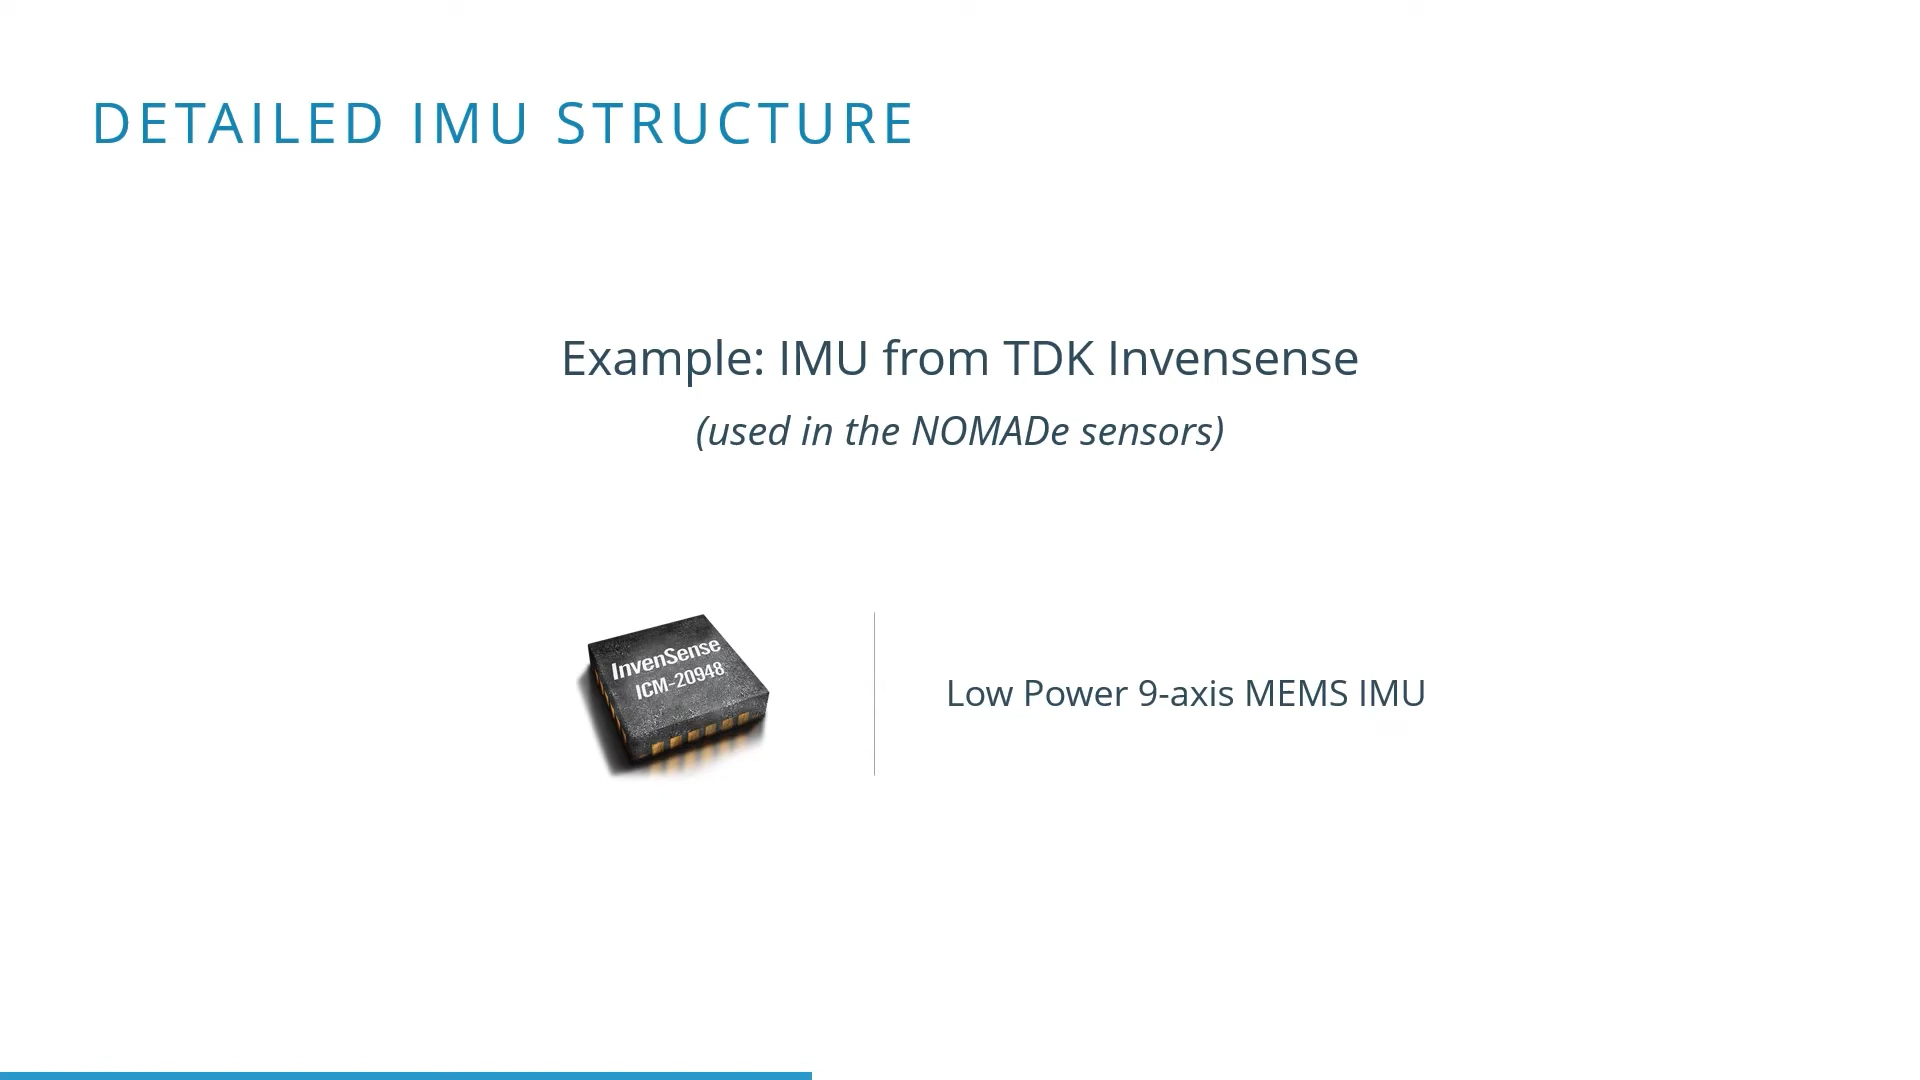 DETAILED IMU STRUCTURE
Example: IMU from TDK Invensense
(used in the NOMADe sensors)
InvenSense
ICM-20948
Low Power 9-axis MEMS IMU